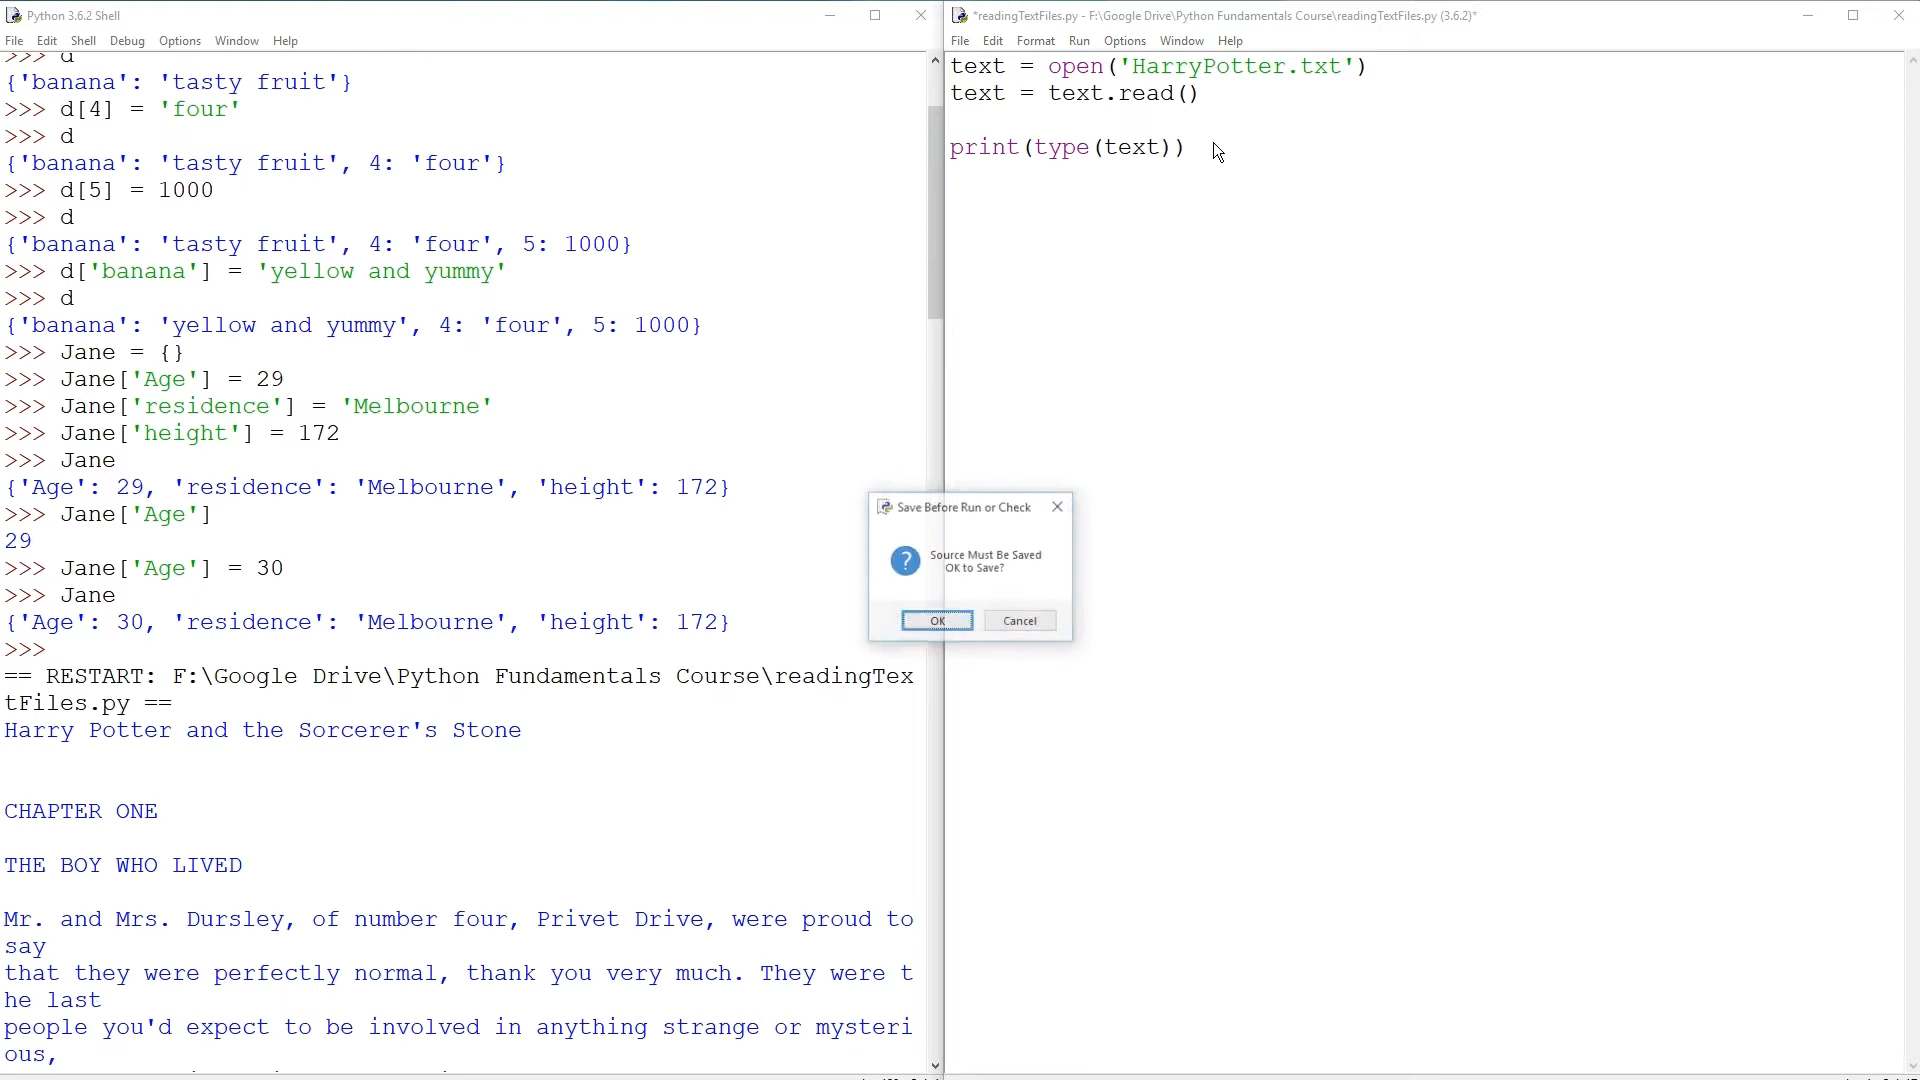 Python 3.6.2 Shell
File Edit Shell Debug Options Window Help
>>> d
{'banana': 'tasty fruit'}
>>> d[4] = 'four'
>>> d
{'banana': 'tasty fruit', 4: 'four'}
>>> d[5] = 1000
>>> d
{'banana': 'tasty fruit', 4: 'four', 5: 1000}
>>> d['banana'] = 'yellow and yummy'
>>> d
{'banana': 'yellow and yummy', 4: 'four', 5: 1000}
>>> Jane = {}
>>> Jane['Age'] = 29
>>> Jane['residence'] = 'Melbourne'
>>> Jane['height'] = 172
>>> Jane
{'Age': 29, 'residence': 'Melbourne', 'height': 172}
>>> Jane['Age']
29
>>> Jane['Age'] = 30
>>> Jane
{'Age': 30, 'residence': 'Melbourne', 'height': 172}
>>>
== RESTART: F:\Google Drive\Python Fundamentals Course\readingTex
tFiles.py ==
Harry Potter and the Sorcerer's Stone
CHAPTER ONE
THE BOY WHO LIVED
Mr. and Mrs. Dursley, of number four, Privet Drive, were proud to
say
that they were perfectly normal, thank you very much. They were t
he last
people you'd expect to be involved in anything strange or mysteri
ous,
*readingTextFiles.py - F:\Google Drive\Python Fundamentals Course\readingTextFiles.py (3.6.2)*
File Edit Format Run Options Window Help
text = open('HarryPotter.txt')
text = text.read()
print(type(text))
Save Before Run or Check
Source Must Be Saved
OK to Save?
OK Cancel